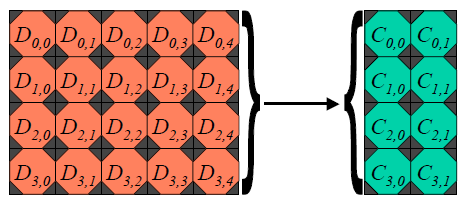 D0,0 D0,1 D0,2 D0,3 D0,4 C0,0 C0,1
D1,0 D1,1 D1,2 D1,3 D1,4 C1,0 C1,1
D2,0 D2,1 D2,2 D2,3 D2,4 C2,0 C2,1
D3,0 D3,1 D3,2 D3,3 D3,4 C3,0 C3,1